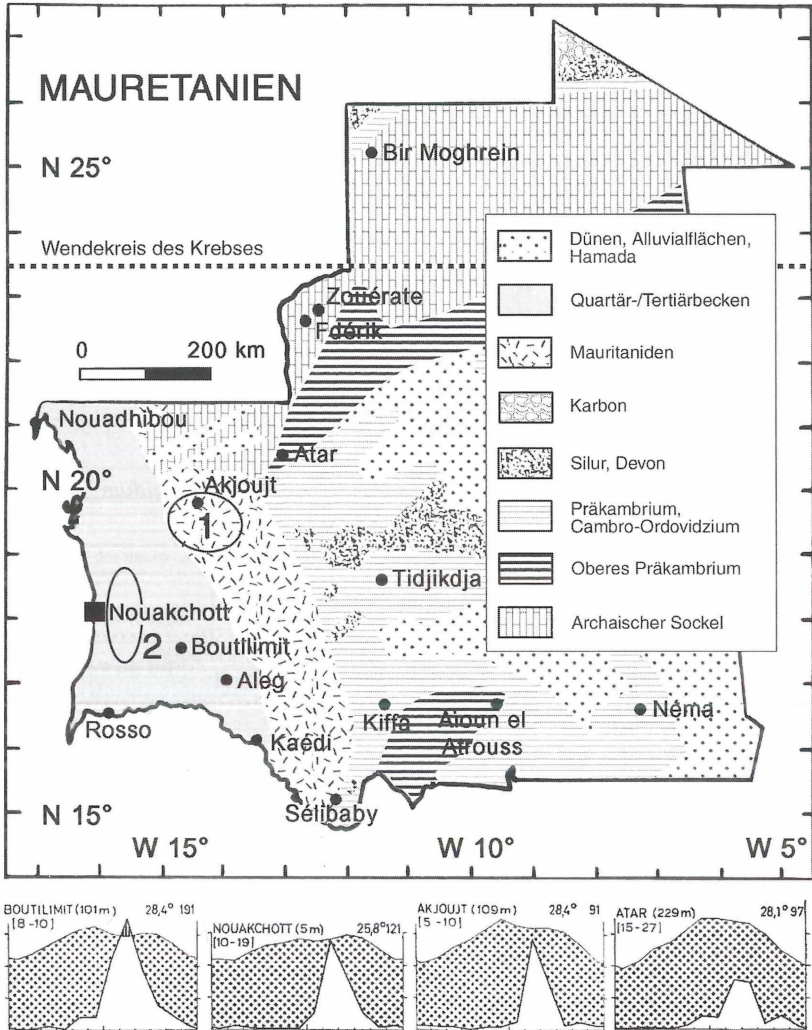 MAURETANIEN
N 25°
Bir Moghrein
Wendekreis des Krebses
Zouérate
Fdérik
0 200 km
Nouadhibou
Atar
N 20°
Akjoujt
1
Tidjikdja
Nouakchott
2
Boutilimit
Aleg
Rosso
Kaédi
Kiffa
Aioun el
Atrouss
Néma
Sélibaby
N 15°
W 15°
W 10°
W 5°
Dünen, Alluvialflächen,
Hamada
Quartär-/Tertiärbecken
Mauritaniden
Karbon
Silur, Devon
Präkambrium,
Cambro-Ordovidzium
Oberes Präkambrium
Archaischer Sockel
BOUTILIMIT (101m) 28,4° 191
[8-10]
NOUAKCHOTT (5m) 25,8° 121
[10-19]
AKJOUJT (109m) 28,4° 91
[5-10]
ATAR (229m) 28,1° 97
[15-27]